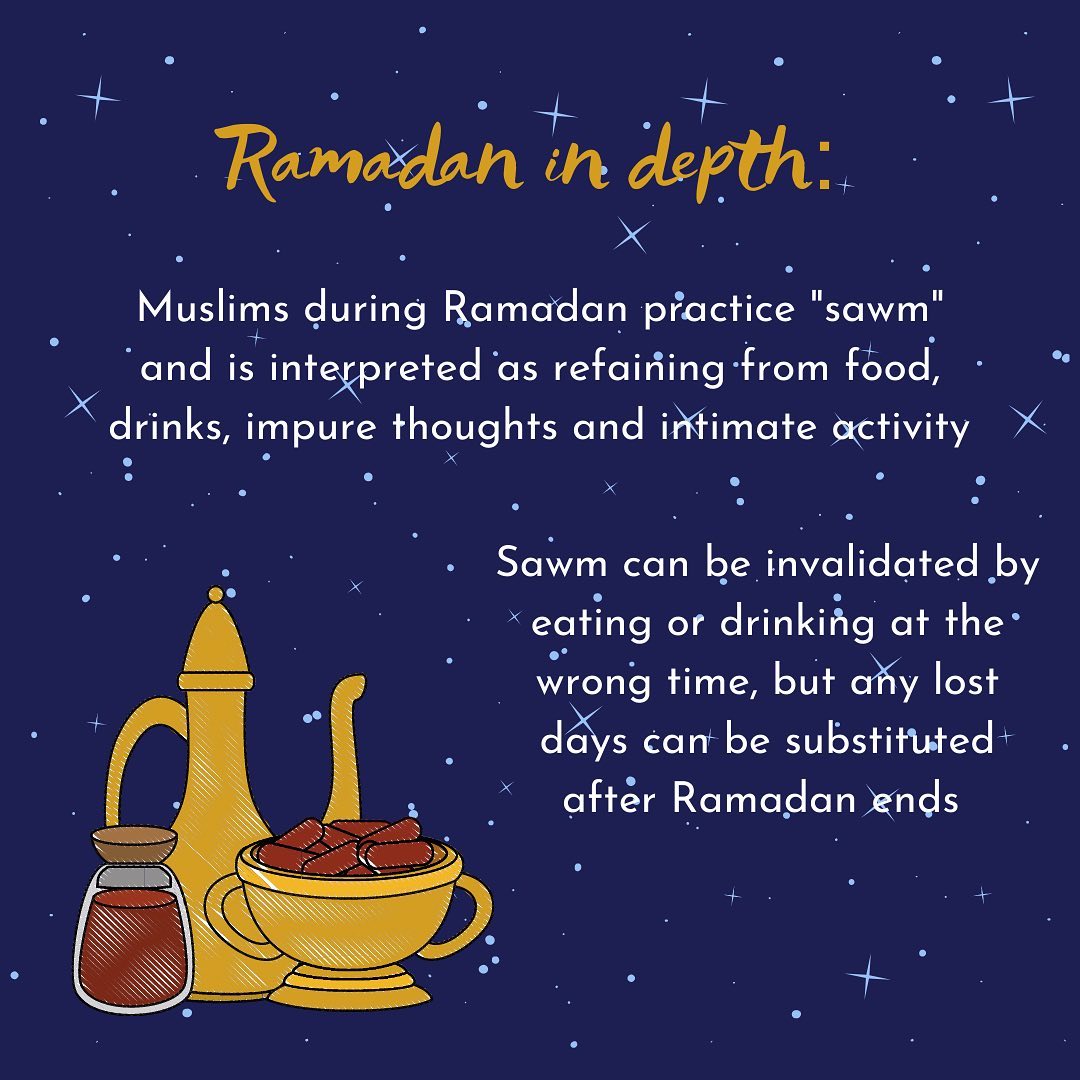 Ramadan in depth:
Muslims during Ramadan practice "sawm"
and is interpreted as refaining from food,
drinks, impure thoughts and intimate activity
Sawm can be invalidated by
eating or drinking at the
wrong time, but any lost
days can be substituted
after Ramadan ends